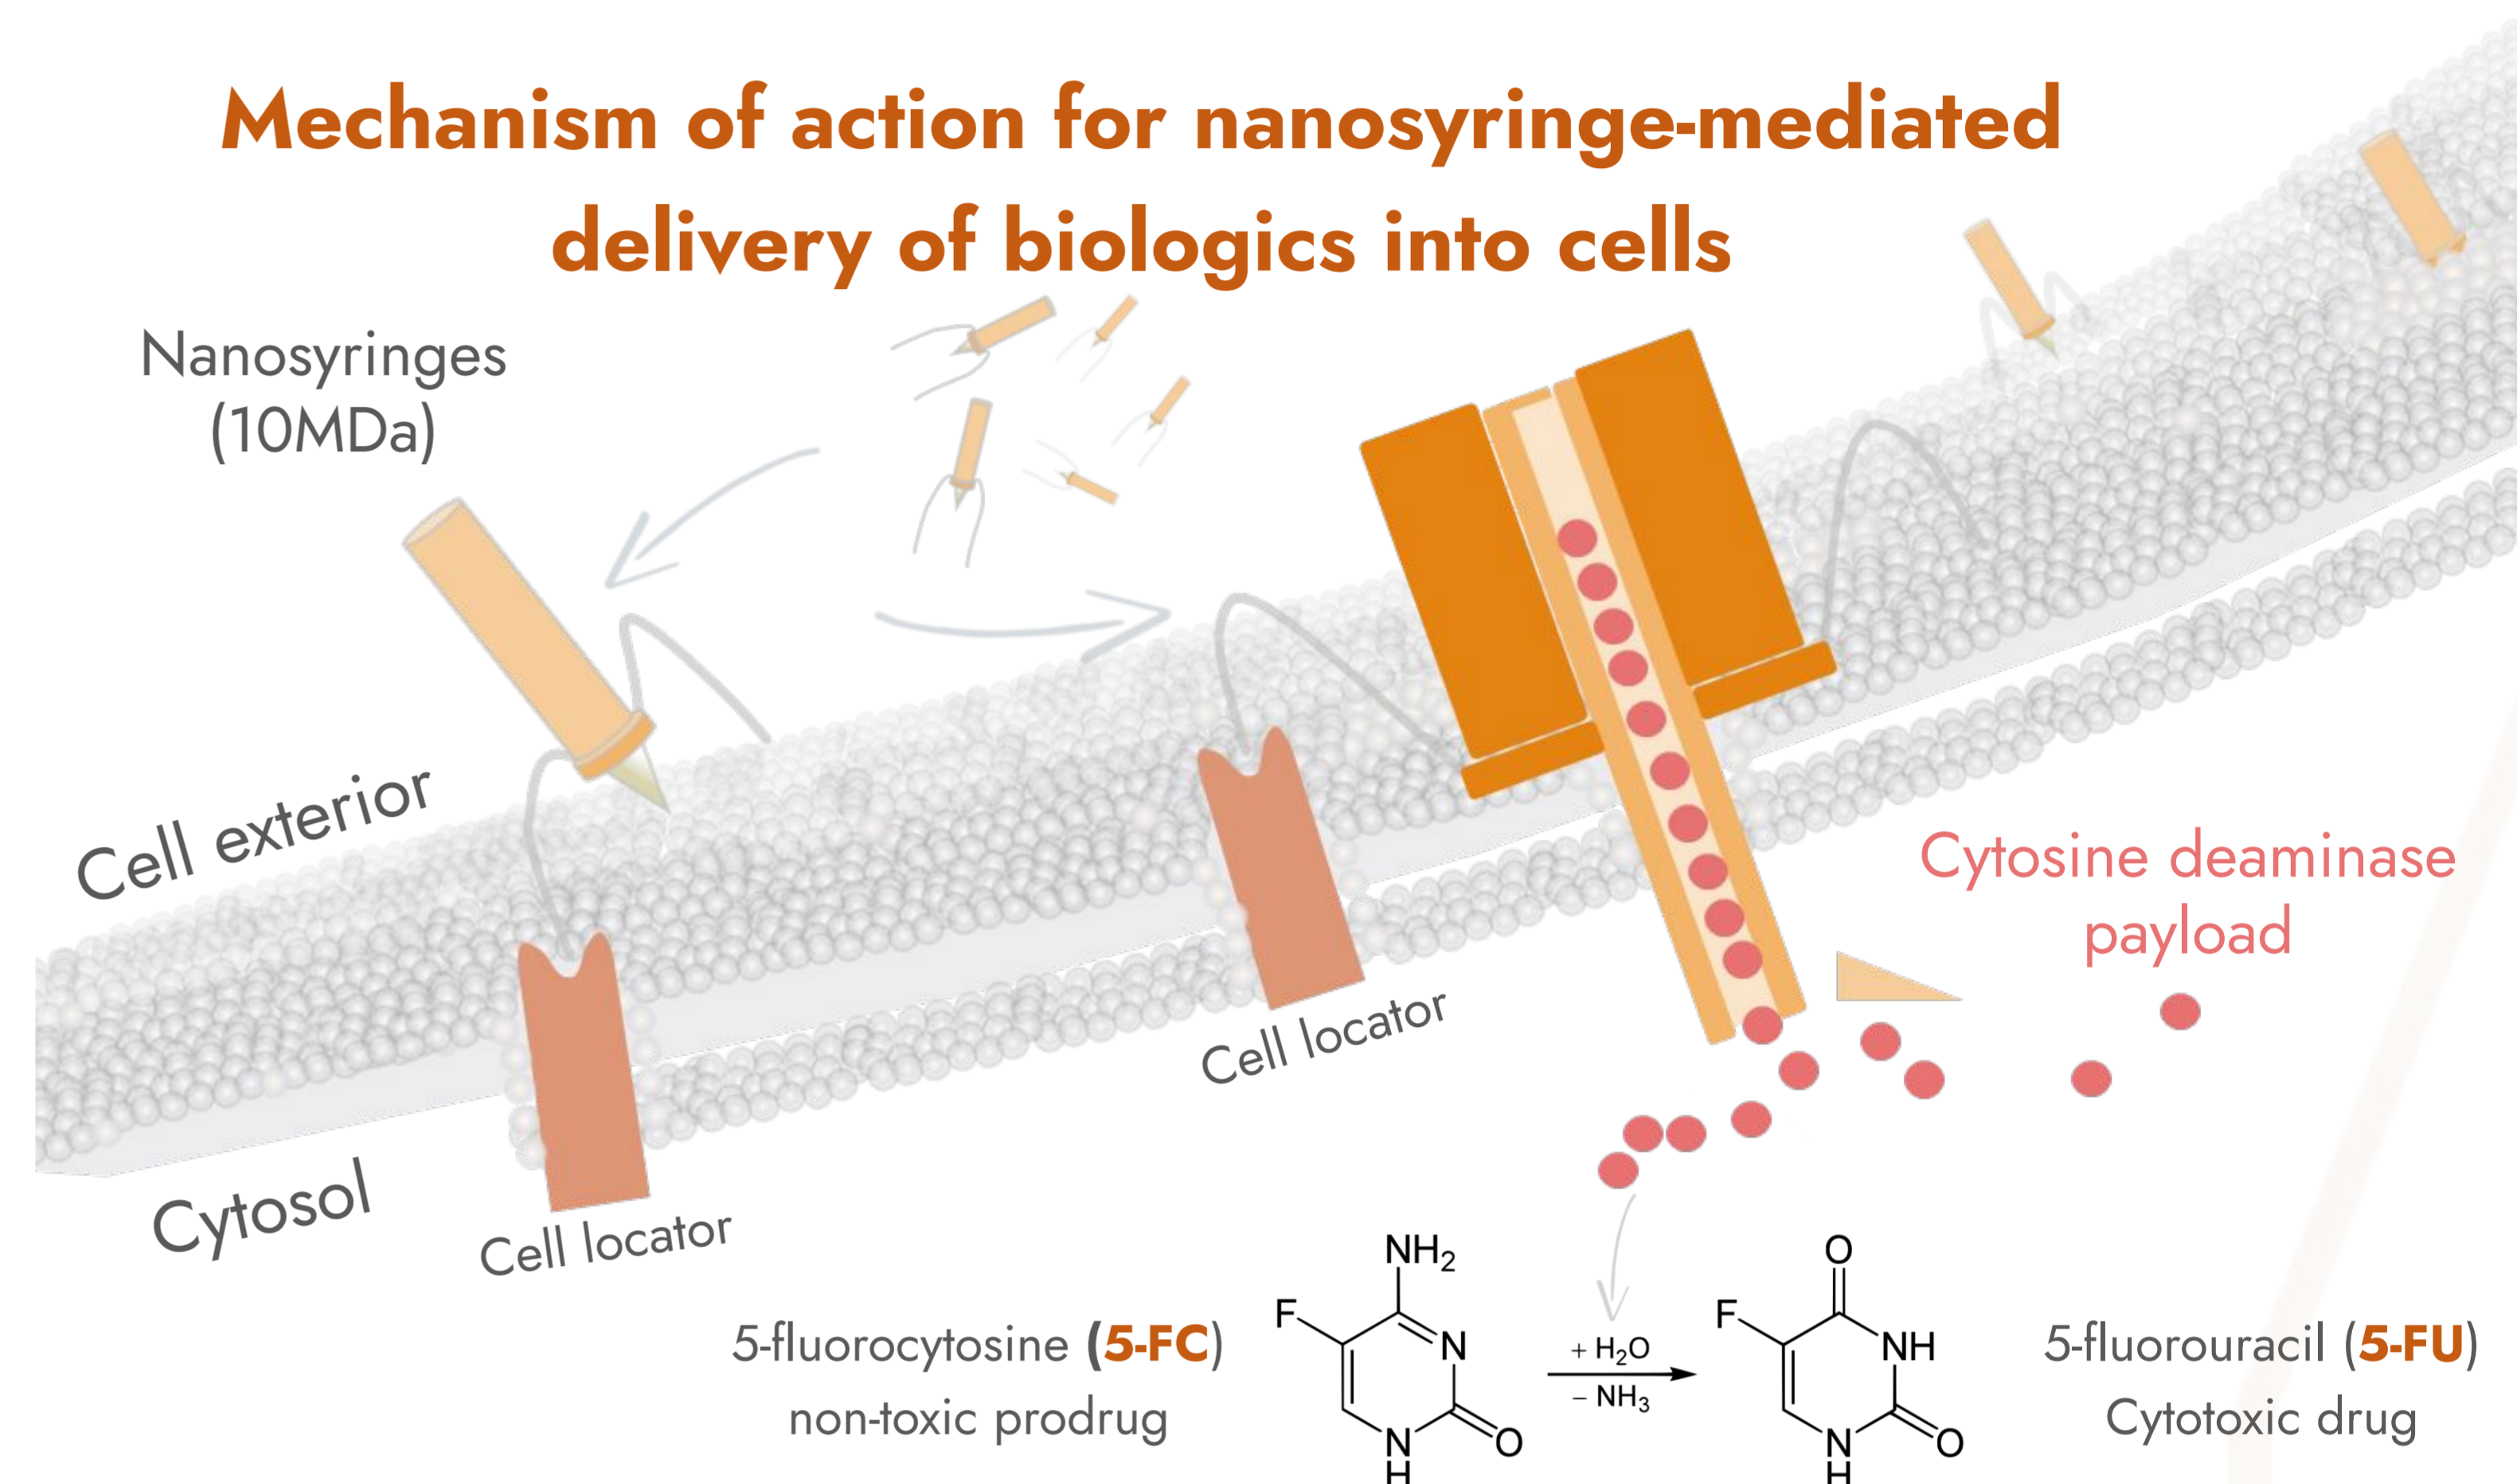 Mechanism of action for nanosyringe-mediated
delivery of biologics into cells
Nanosyringes
(10MDa)
Cell exterior
Cytosine deaminase
payload
Cell locator
Cytosol
Cell locator
5-fluorocytosine (5-FC)
non-toxic prodrug
NH₂
F
N
N
H
O
+ H₂O
− NH₃
O
F
NH
N
H
O
5-fluorouracil (5-FU)
Cytotoxic drug